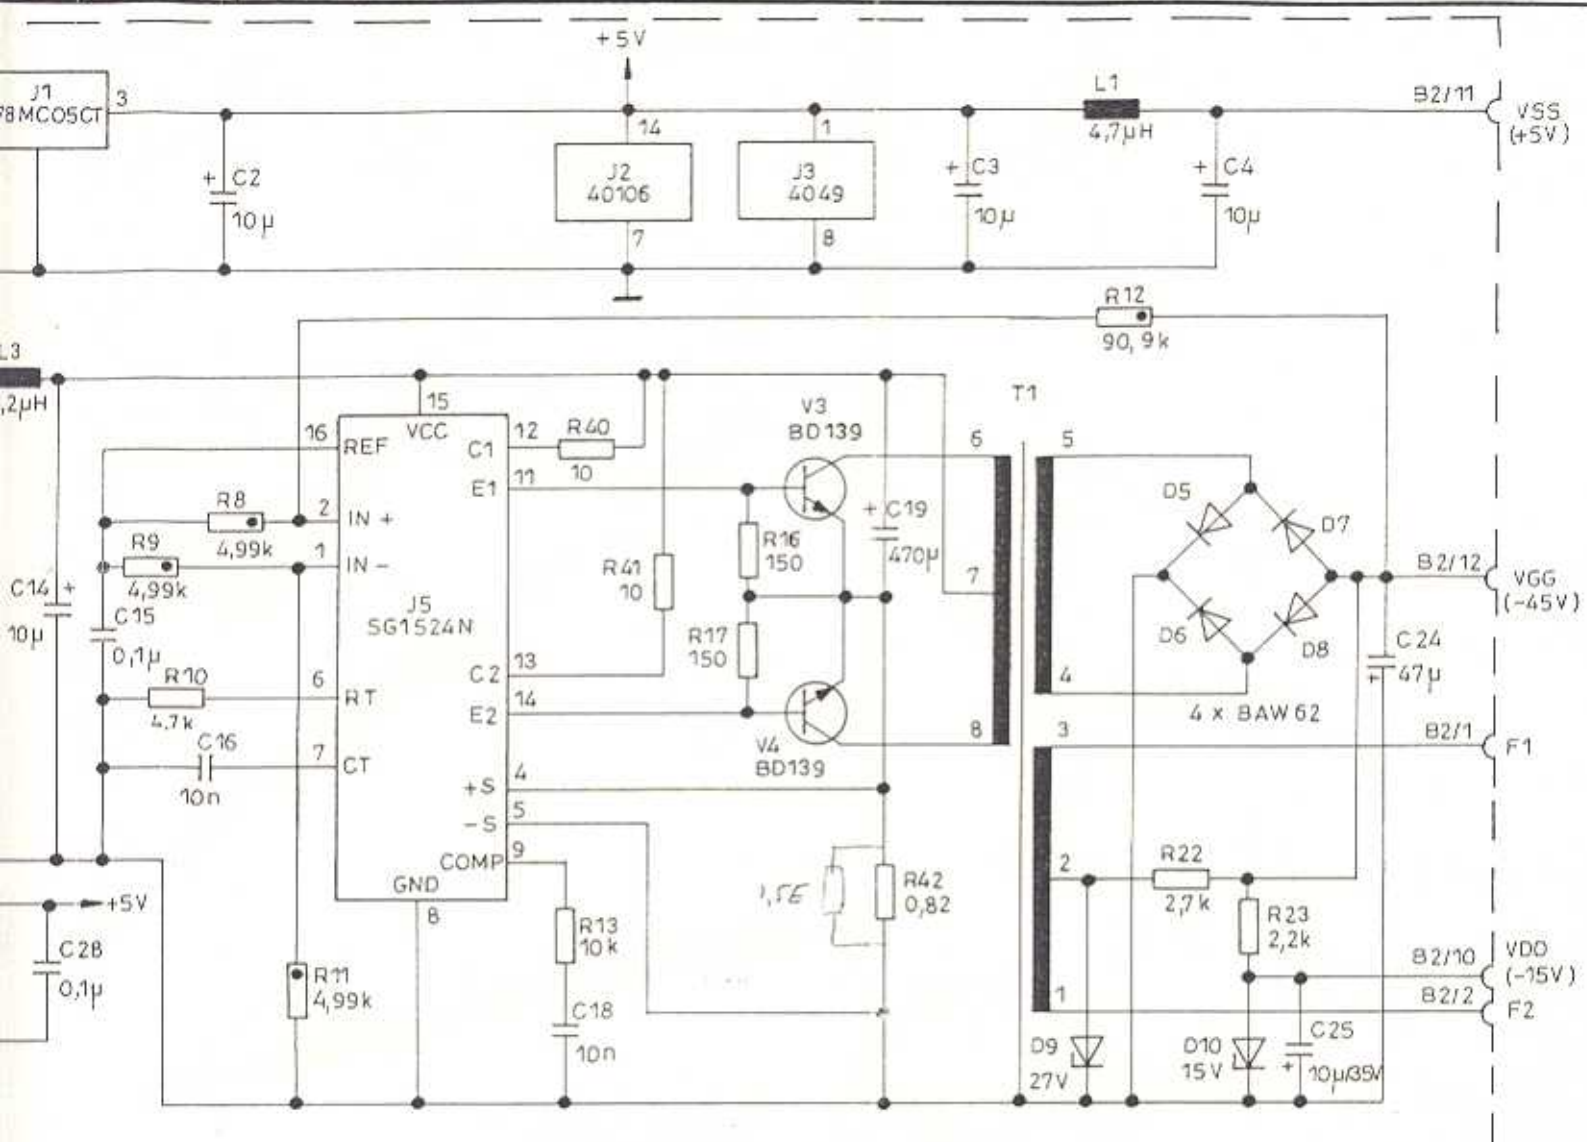 +5V
J1
78MC05CT
3
C2
10µ
+
14
J2
40106
7
1
J3
4049
8
+
C3
10µ
L1
4,7µH
+
C4
10µ
B2/11
VSS
(+5V)
R12
90,9k
L3
,2µH
T1
15
VCC
16
REF
12
C1
R40
10
11
E1
V3
BD139
6
5
R8
4,99k
2
IN +
1
IN -
R9
4,99k
C14
+
10µ
C15
0,1µ
J5
SG1524N
R41
10
R16
150
R17
150
+
C19
470µ
7
D5
D7
D6
D8
4 x BAW62
B2/12
VGG
(-45V)
C24
47µ
+
R10
4,7k
6
RT
13
C2
14
E2
V4
BD139
8
4
3
B2/1
F1
C16
10n
7
CT
+S
4
-S
5
COMP
9
GND
8
+5V
C28
0,1µ
R11
4,99k
R13
10k
C18
10n
1,5E
R42
0,82
2
R22
2,7k
R23
2,2k
B2/10
VDD
(-15V)
1
B2/2
F2
D9
27V
D10
15V
C25
+
10µ/35V